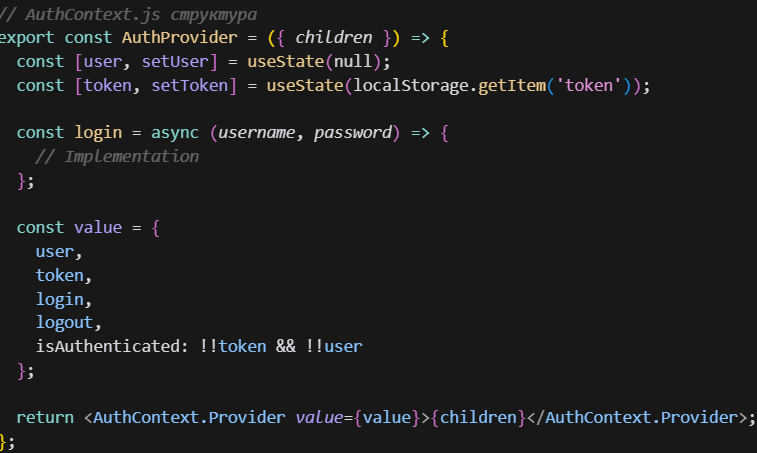 // AuthContext.js структура
export const AuthProvider = ({ children }) => {
  const [user, setUser] = useState(null);
  const [token, setToken] = useState(localStorage.getItem('token'));
  const login = async (username, password) => {
    // Implementation
  };
  const value = {
    user,
    token,
    login,
    logout,
    isAuthenticated: !!token && !!user
  };
  return <AuthContext.Provider value={value}>{children}</AuthContext.Provider>;
};